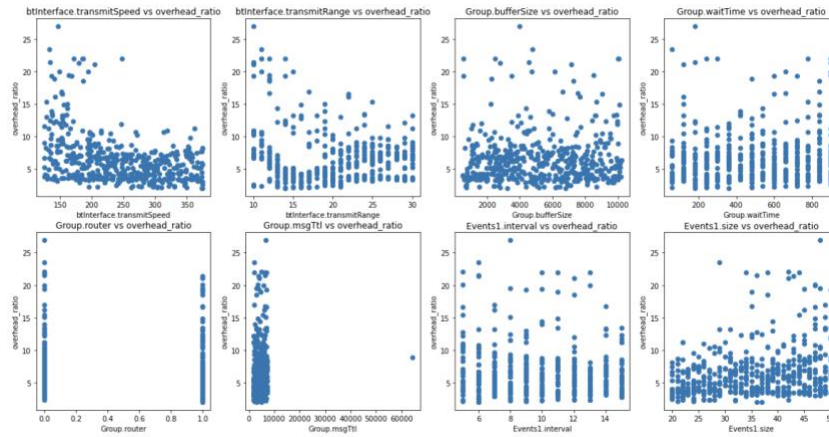 btInterface.transmitSpeed vs overhead_ratio
overhead_ratio
25
20
15
10
5
150 200 250 300 350
btInterface.transmitSpeed
btInterface.transmitRange vs overhead_ratio
overhead_ratio
25
20
15
10
5
10 15 20 25 30
btInterface.transmitRange
Group.bufferSize vs overhead_ratio
overhead_ratio
25
20
15
10
5
2000 4000 6000 8000 10000
Group.bufferSize
Group.waitTime vs overhead_ratio
overhead_ratio
25
20
15
10
5
200 400 600 800
Group.waitTime
Group.router vs overhead_ratio
overhead_ratio
25
20
15
10
5
0.0 0.2 0.4 0.6 0.8 1.0
Group.router
Group.msgTtl vs overhead_ratio
overhead_ratio
25
20
15
10
5
0 10000 20000 30000 40000 50000 60000
Group.msgTtl
Events1.interval vs overhead_ratio
overhead_ratio
25
20
15
10
5
6 8 10 12 14
Events1.interval
Events1.size vs overhead_ratio
overhead_ratio
25
20
15
10
5
20 25 30 35 40 45
Events1.size